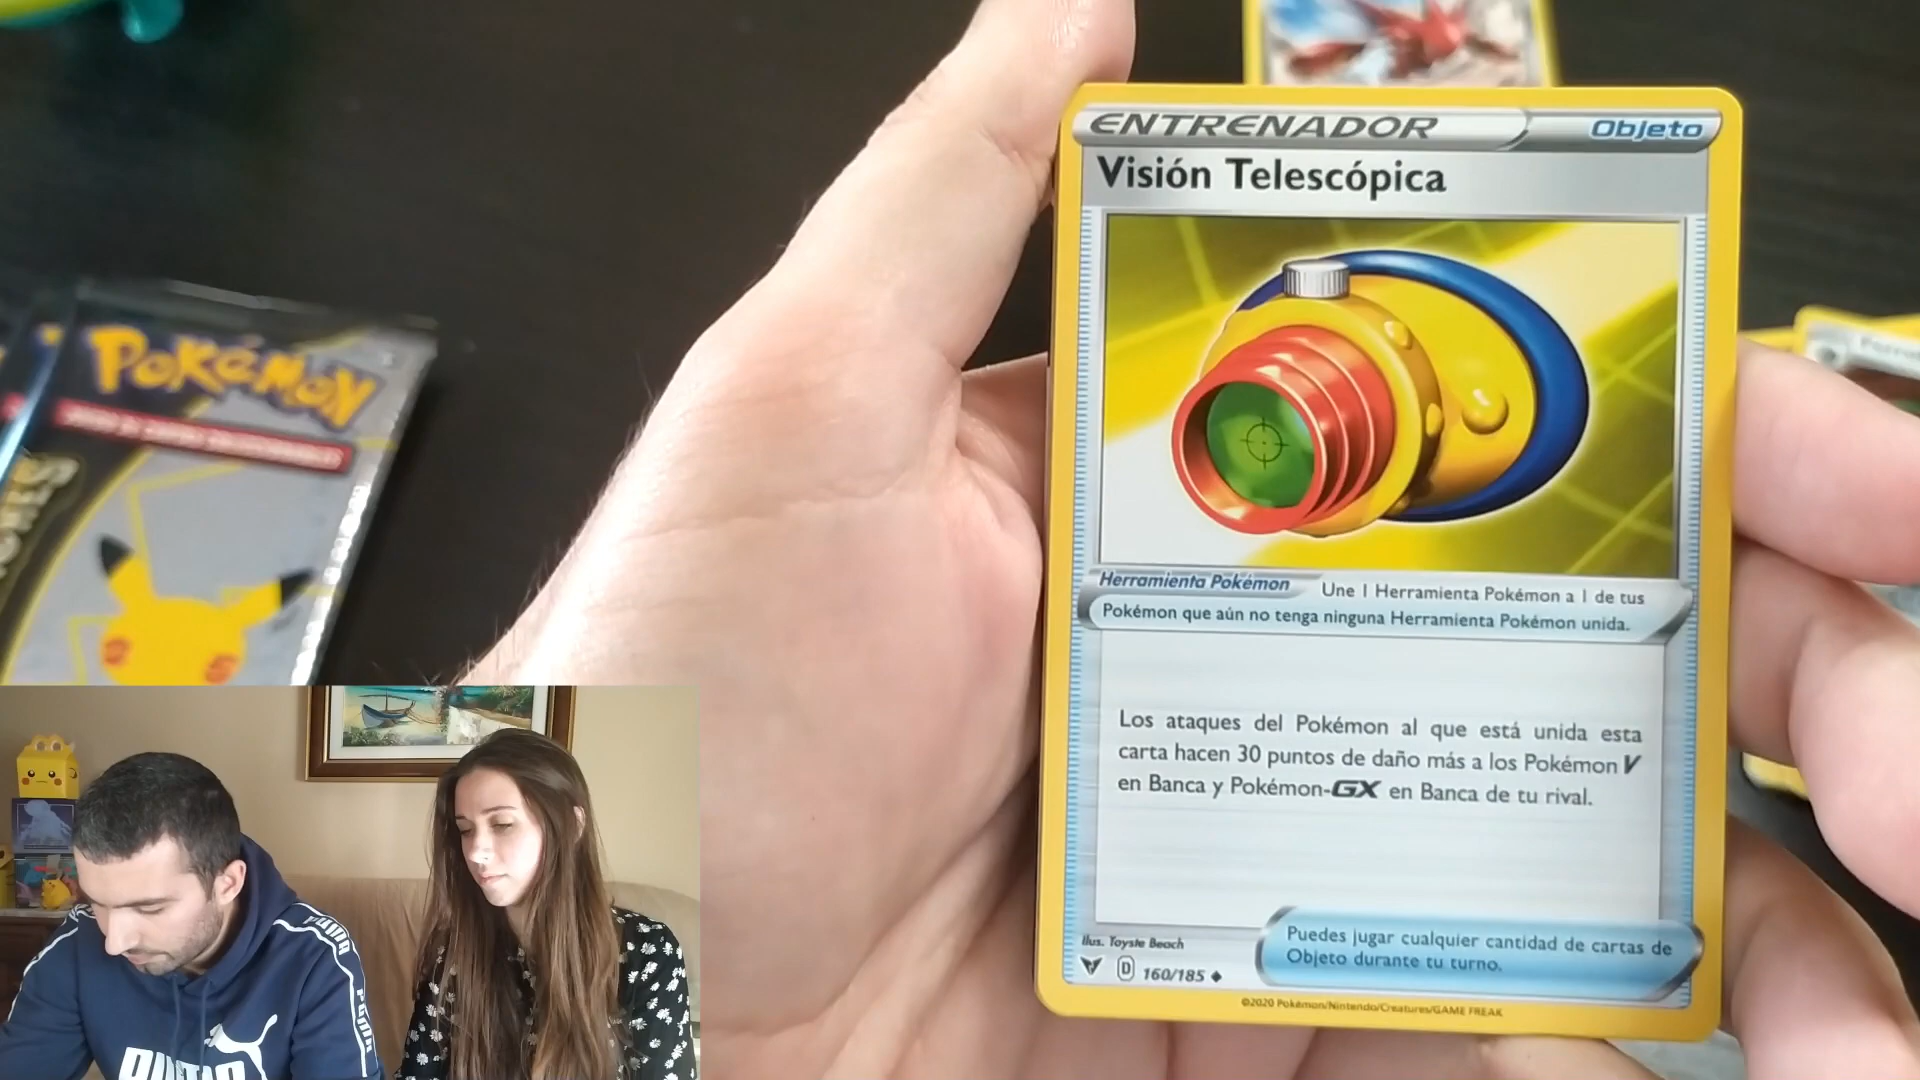 ENTRENADOR Objeto
Visión Telescópica
Herramienta Pokémon Une 1 Herramienta Pokémon a 1 de tus
Pokémon que aún no tenga ninguna Herramienta Pokémon unida.
Los ataques del Pokémon al que está unida esta
carta hacen 30 puntos de daño más a los Pokémon V
en Banca y Pokémon-GX en Banca de tu rival.
Puedes jugar cualquier cantidad de cartas de
Objeto durante tu turno.
Ilus. Toyste Beach
D 160/185
©2020 Pokémon/Nintendo/Creatures/GAME FREAK
POKéMON
PUMA
PUMA